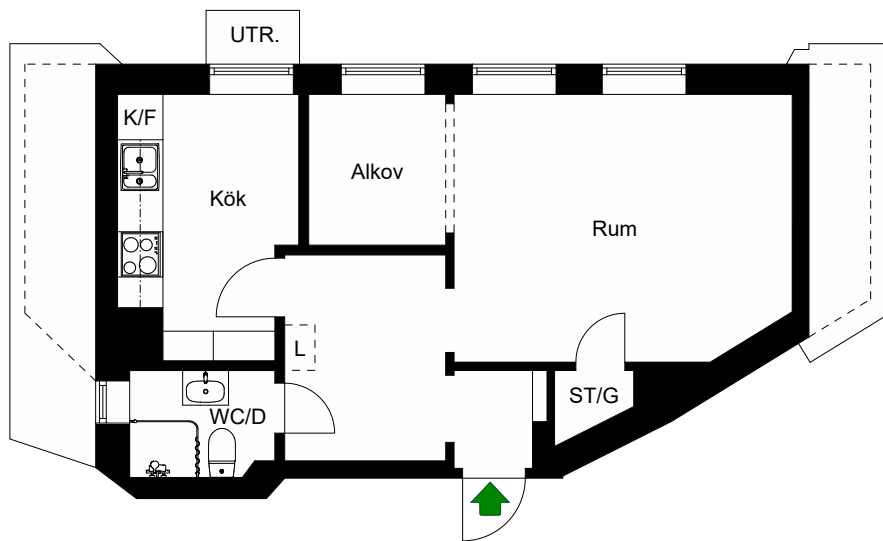 UTR.
K/F
Alkov
Kök
Rum
L
ST/G
WC/D